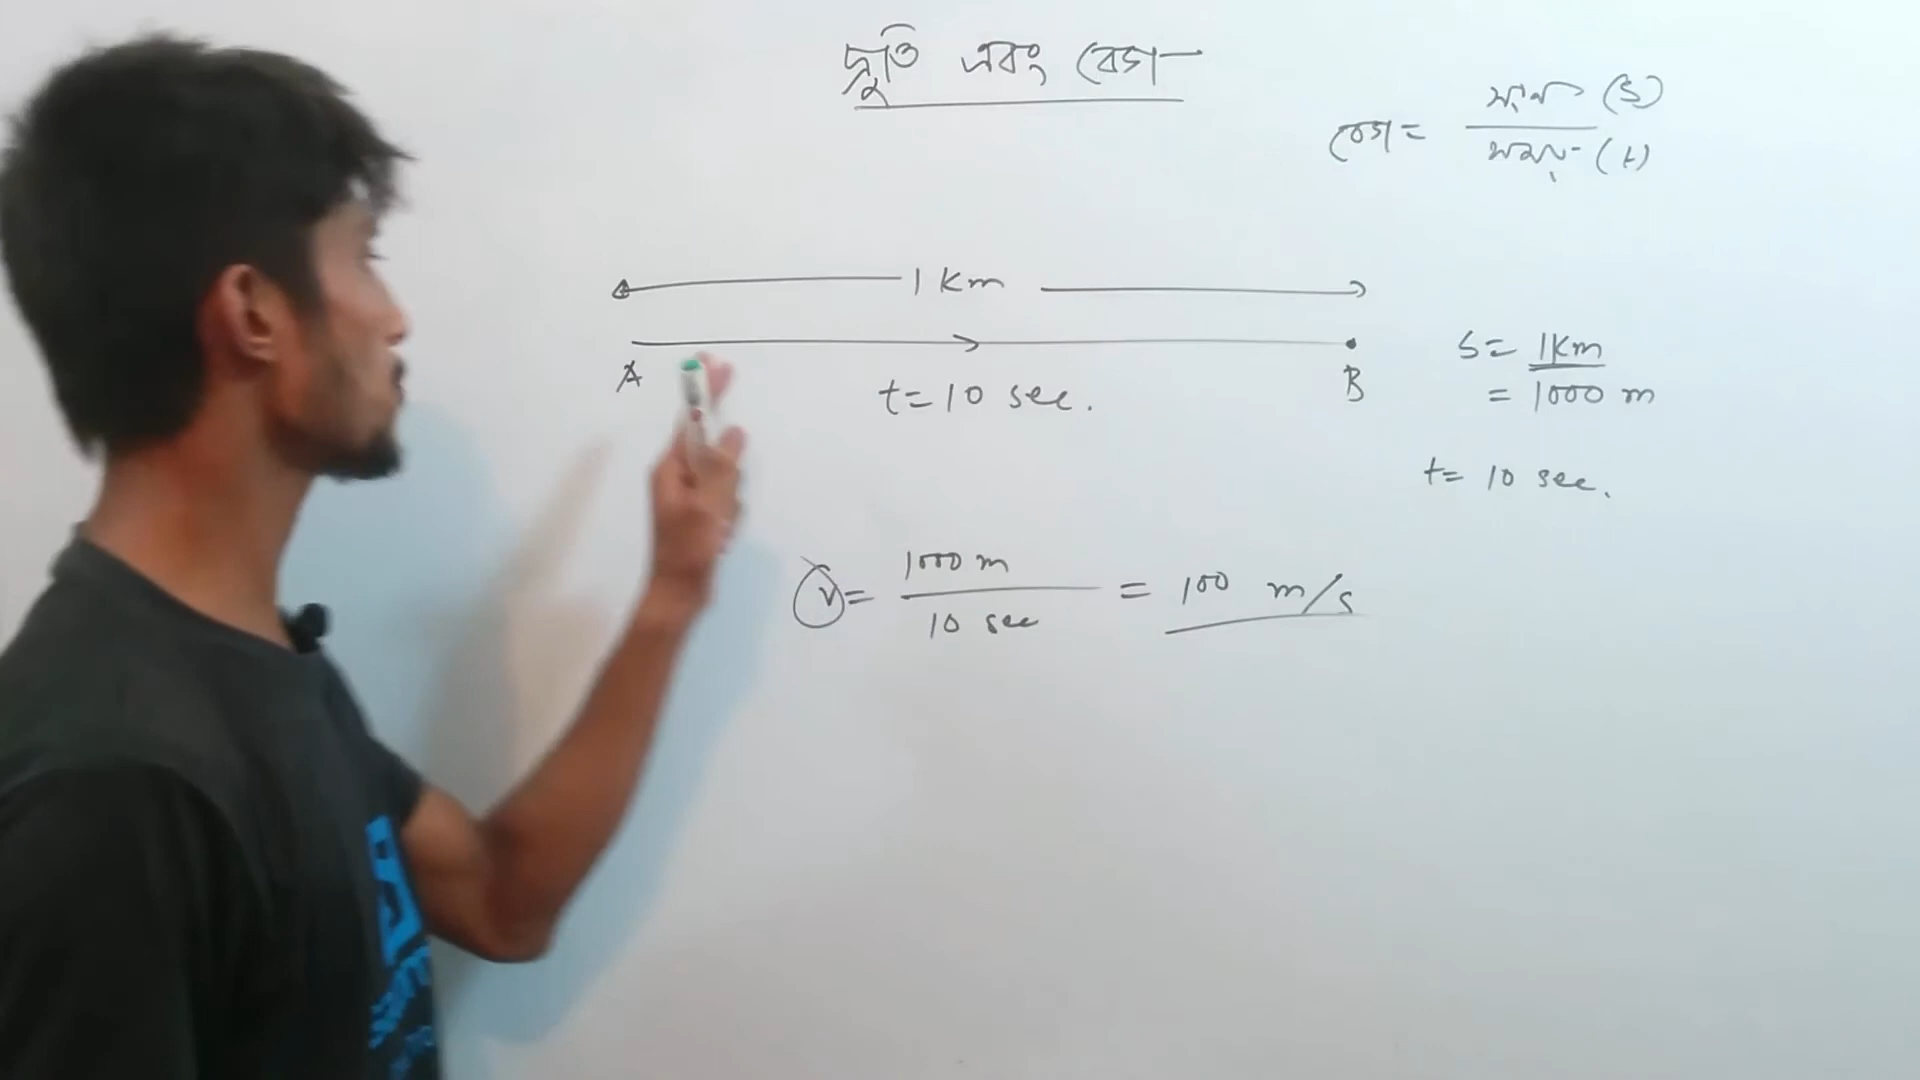 দ্রুতি এবং বেগ
বেগ = সরণ (S) / সময় (t)
1 km
A
B
t = 10 sec.
S = 1km
= 1000 m
t = 10 sec.
v = 1000 m / 10 sec = 100 m/s